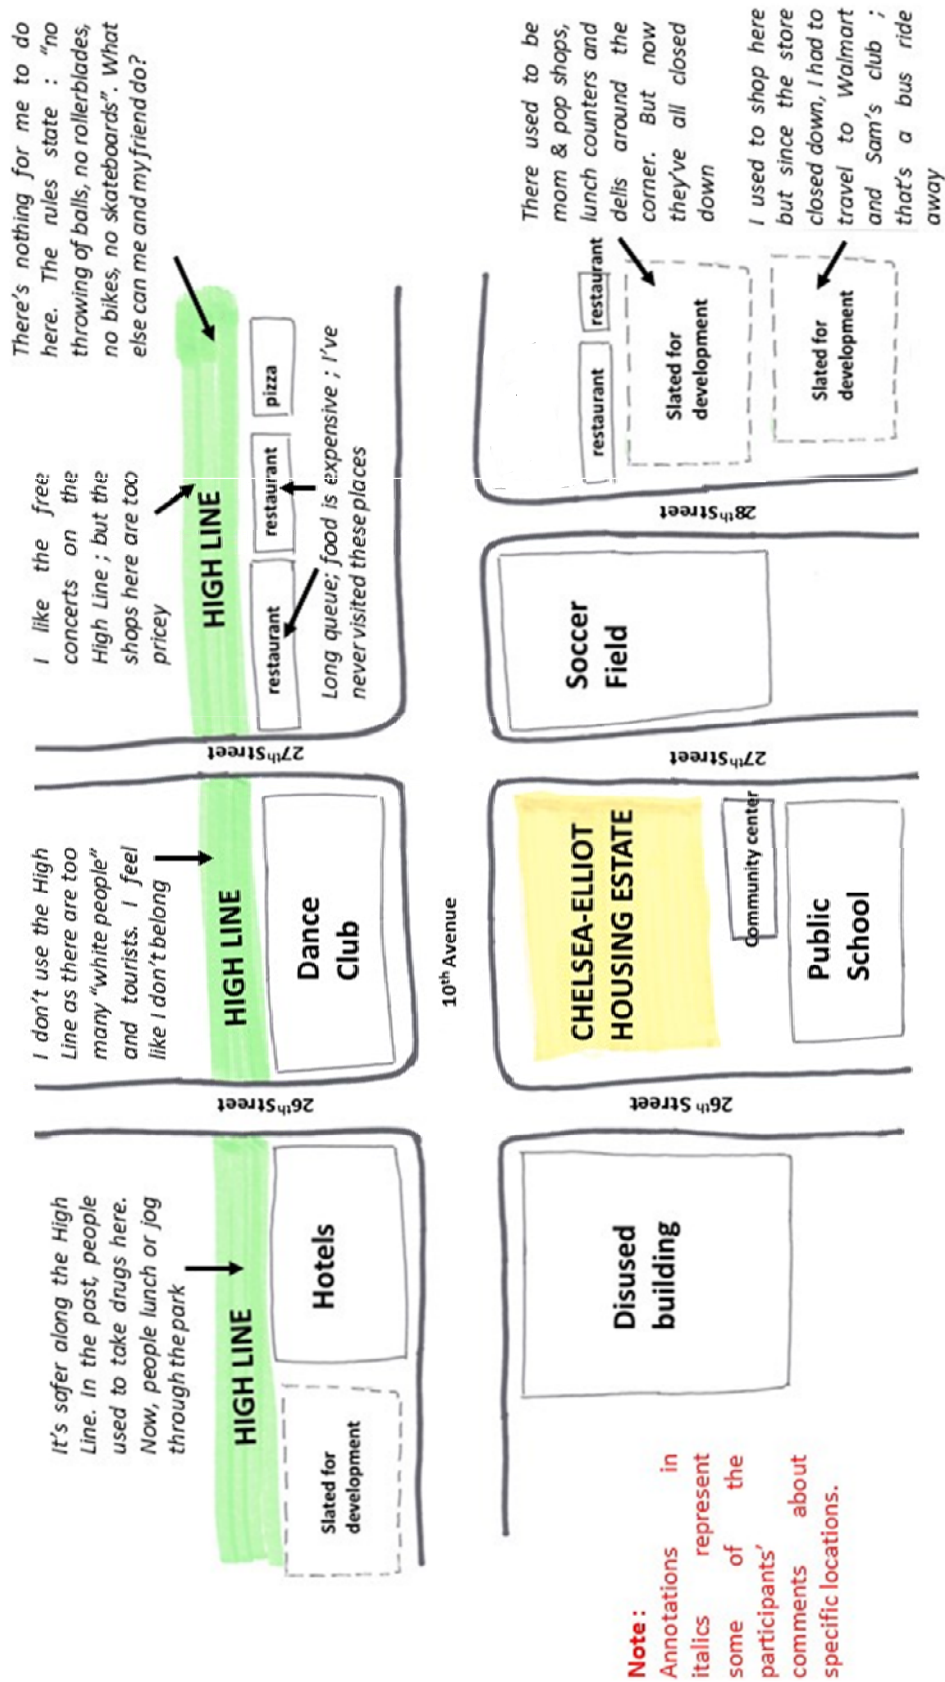 It's safer along the High
Line. In the past, people
used to take drugs here.
Now, people lunch or jog
through the park
I don't use the High
Line as there are too
many "white people"
and tourists. I feel
like I don't belong
I like the free
concerts on the
High Line ; but the
shops here are too
pricey
There's nothing for me to do
here. The rules state : "no
throwing of balls, no rollerblades,
no bikes, no skateboards". What
else can me and my friend do?
HIGH LINE
HIGH LINE
HIGH LINE
Slated for
development
Hotels
26th Street
Dance
Club
27th Street
restaurant
restaurant
pizza
Long queue; food is expensive ; I've
never visited these places
10th Avenue
Disused
building
26th Street
CHELSEA-ELLIOT
HOUSING ESTATE
Community center
Public
School
27th Street
Soccer
Field
28th Street
restaurant
restaurant
Slated for
development
Slated for
development
There used to be
mom & pop shops,
lunch counters and
delis around the
corner. But now
they've all closed
down
I used to shop here
but since the store
closed down, I had to
travel to Walmart
and Sam's club ;
that's a bus ride
away
Note :
Annotations in
italics represent
some of the
participants'
comments about
specific locations.